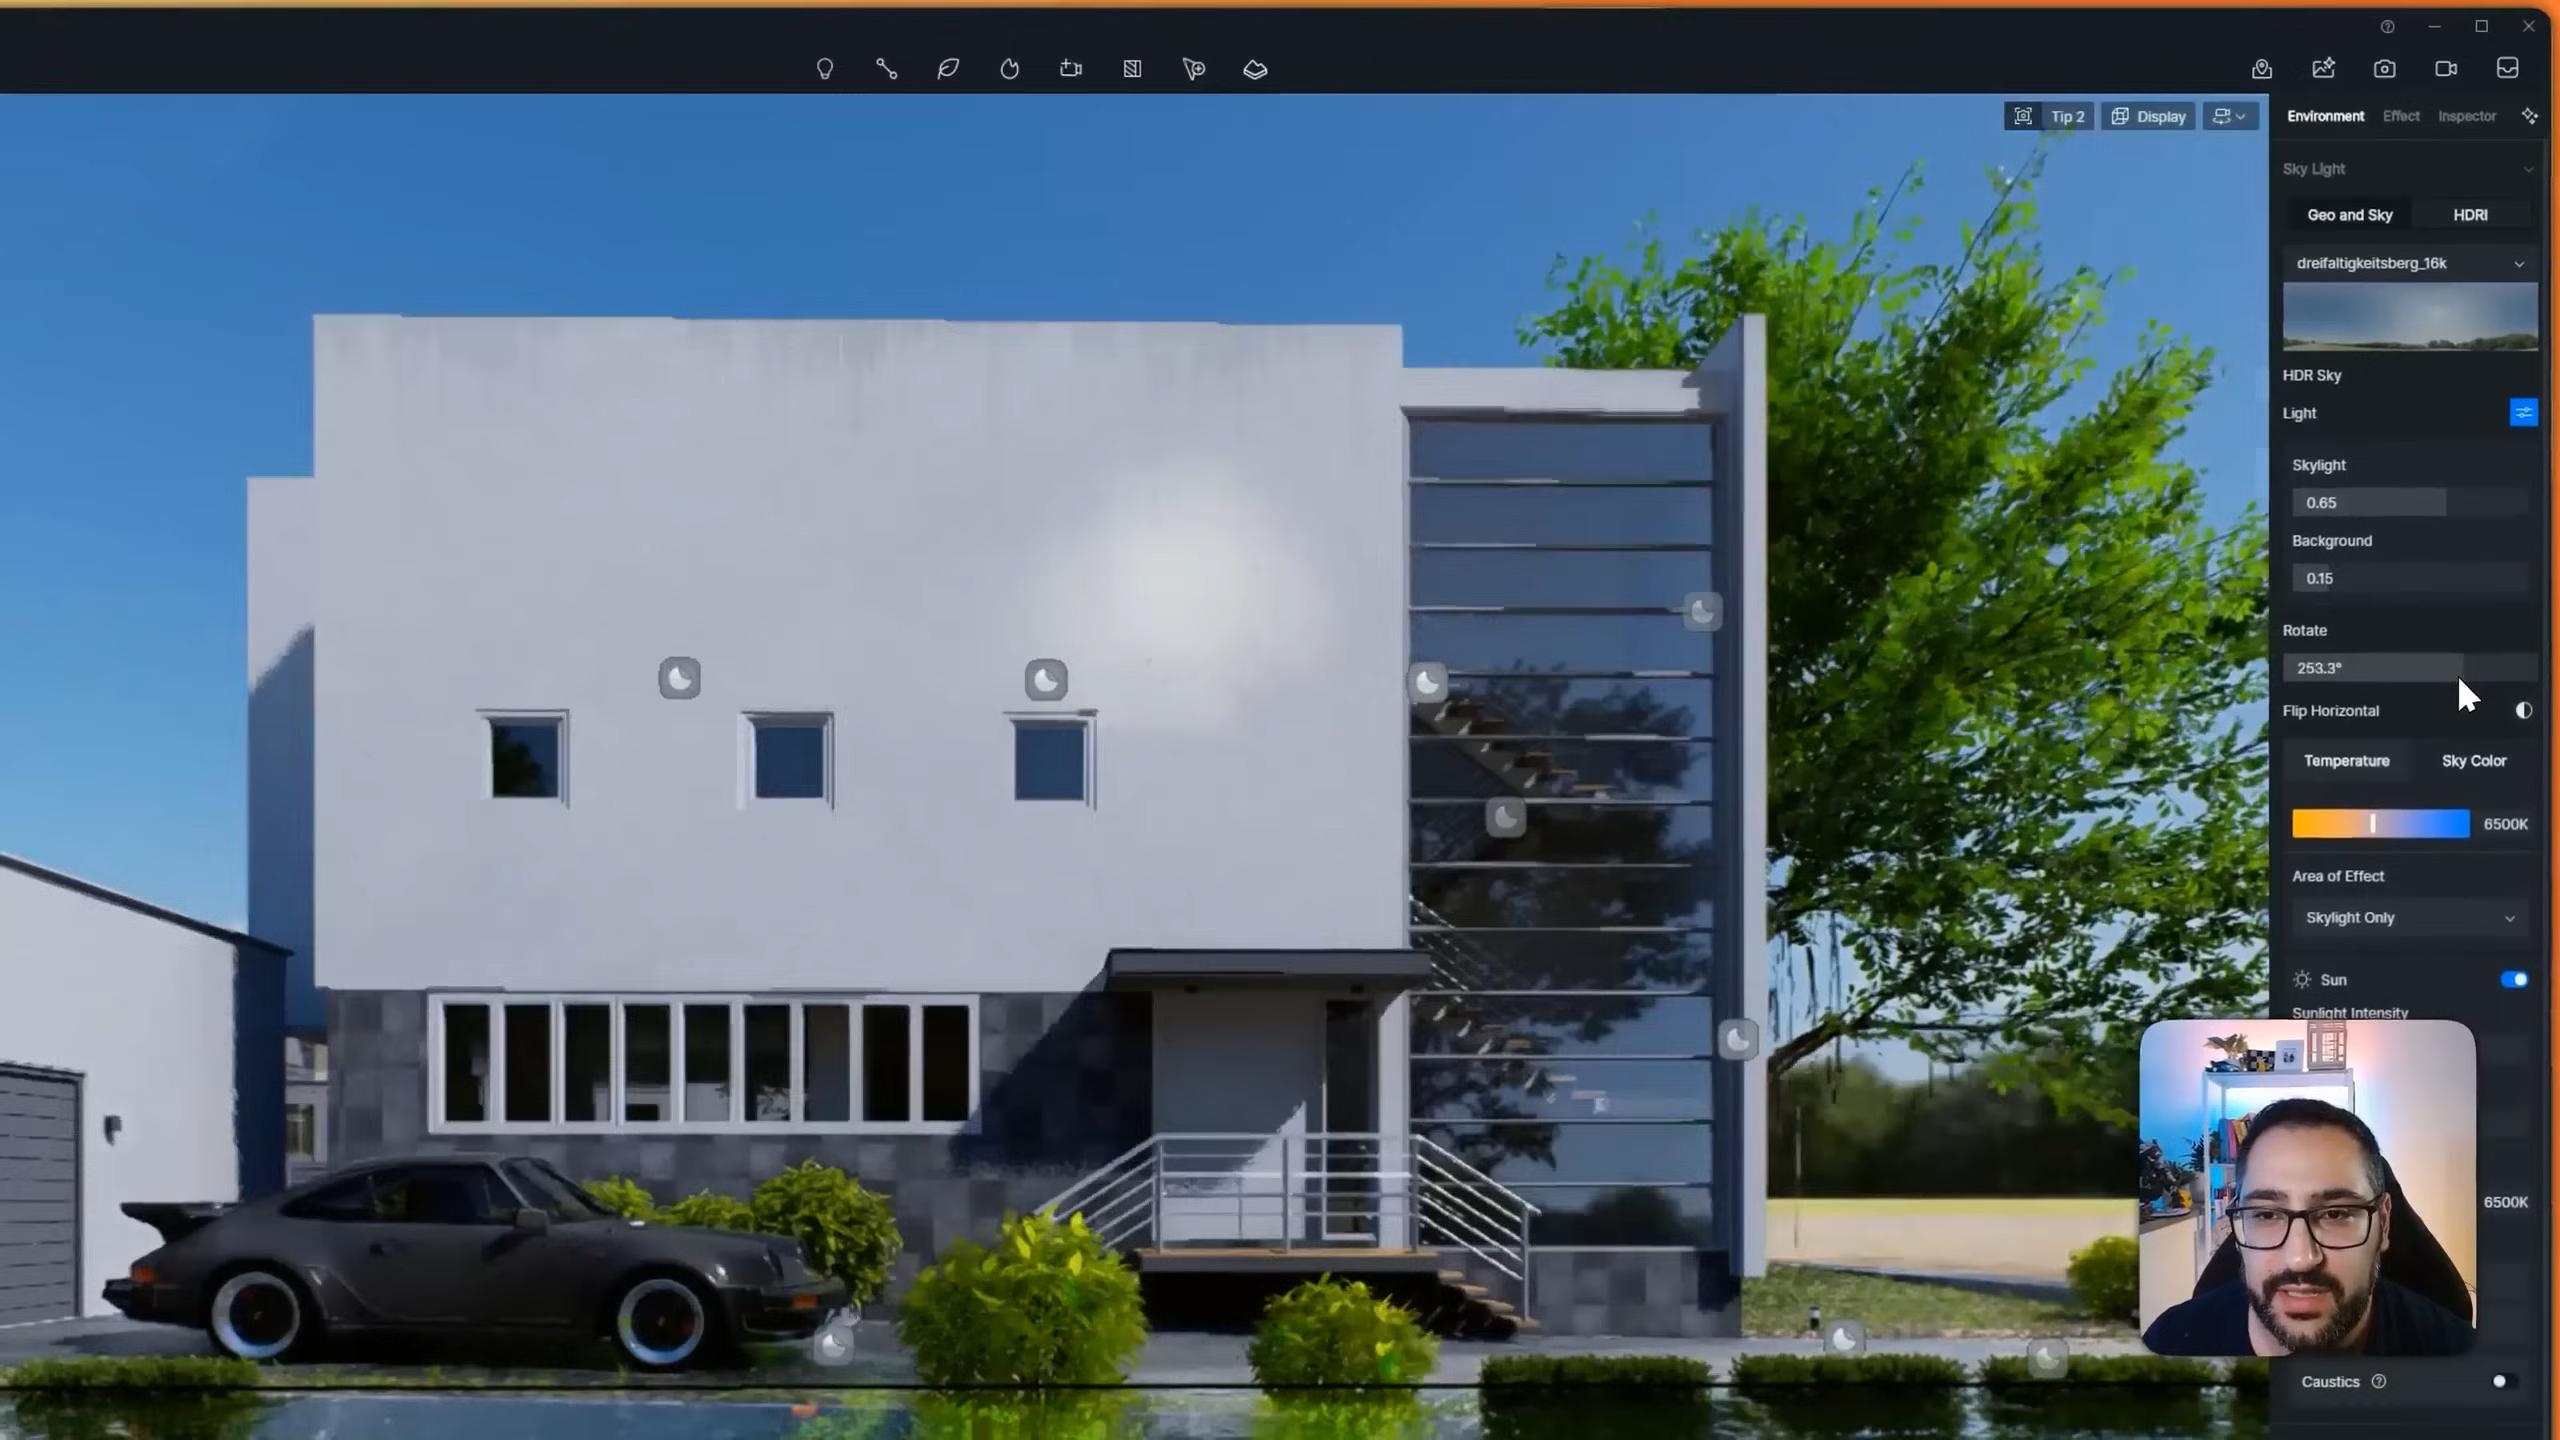 Tip 2
Display
Environment
Effect
Inspector
Sky Light
Geo and Sky
HDRI
dreifaltigkeitsberg_16k
HDR Sky
Light
Skylight
0.65
Background
0.15
Rotate
253.3°
Flip Horizontal
Temperature
Sky Color
6500K
Area of Effect
Skylight Only
Sun
Sunlight Intensity
6500K
Caustics